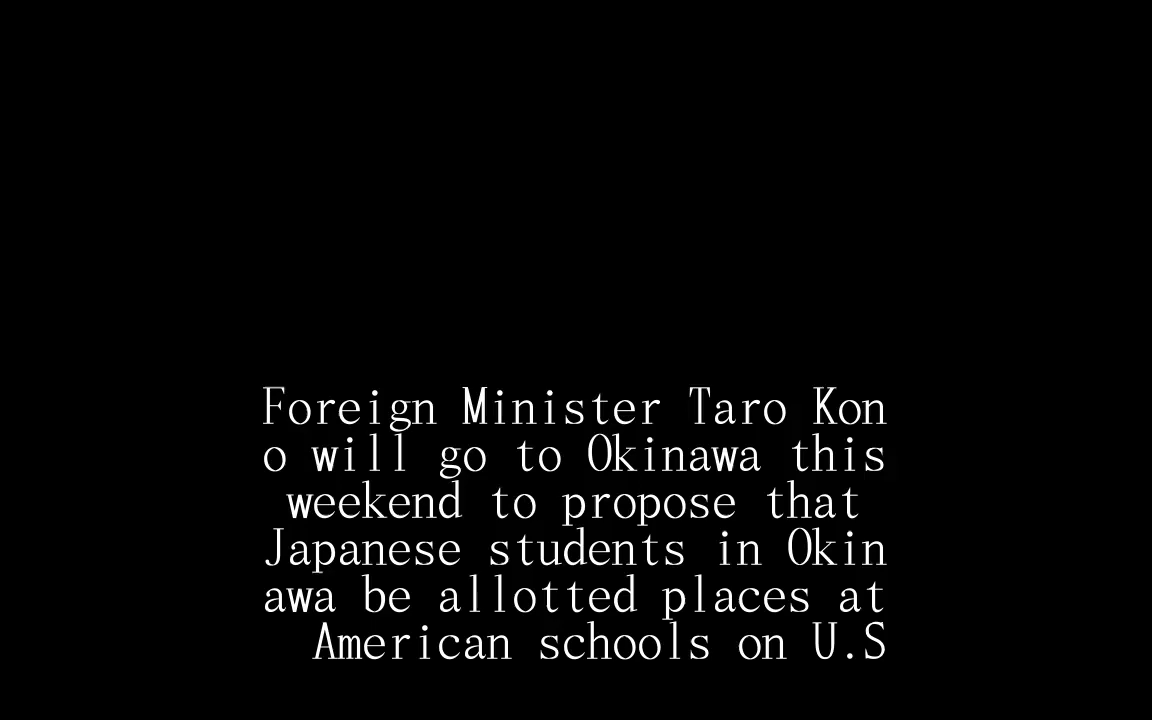 Foreign Minister Taro Kon
o will go to Okinawa this
weekend to propose that
Japanese students in Okin
awa be allotted places at
American schools on U.S